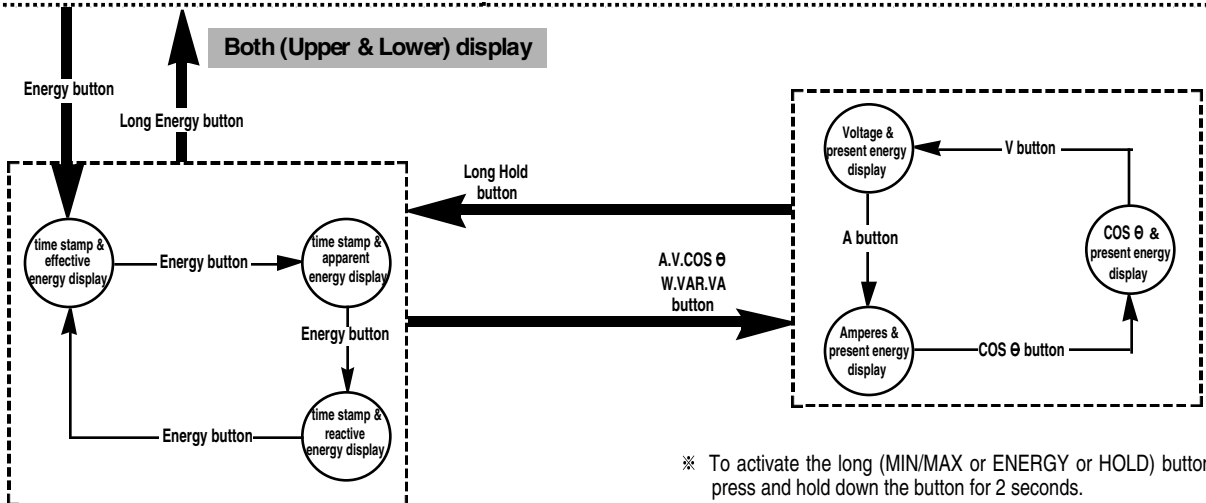 Both (Upper & Lower) display
Energy button
Long Energy button
time stamp &
effective
energy display
Energy button
time stamp &
apparent
energy display
Energy button
time stamp &
reactive
energy display
Energy button
Long Hold
button
A.V.COS θ
W.VAR.VA
button
Voltage &
present energy
display
V button
A button
COS θ &
present energy
display
Amperes &
present energy
display
COS θ button
※ To activate the long (MIN/MAX or ENERGY or HOLD) button
press and hold down the button for 2 seconds.